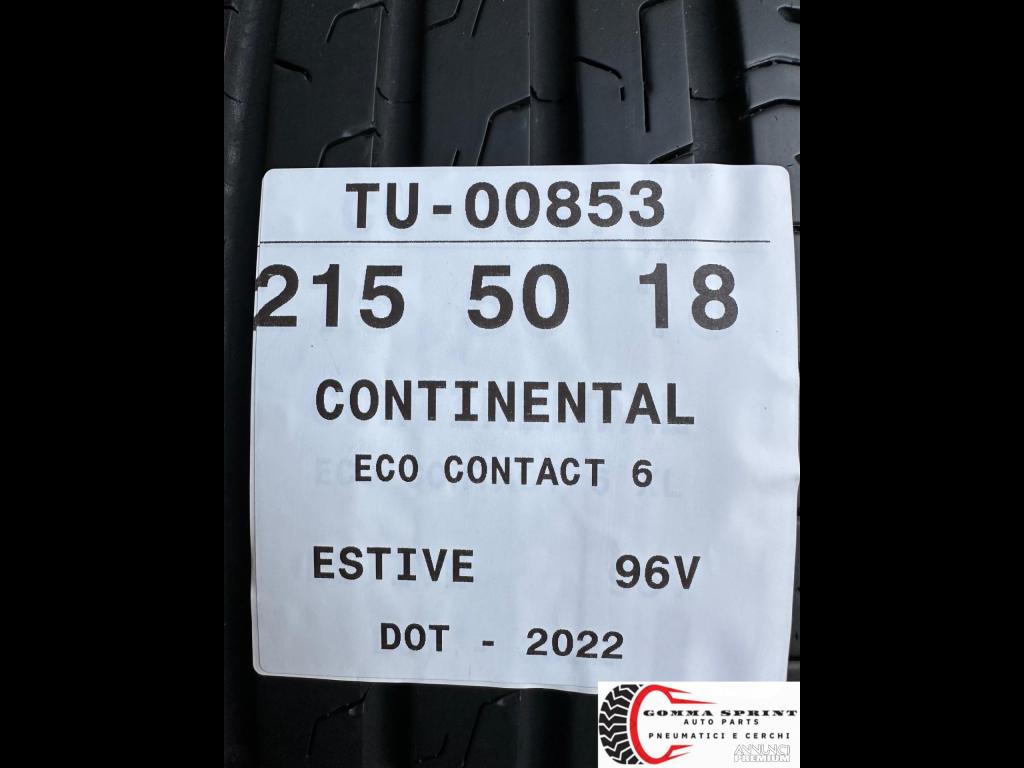 TU-00853
215 50 18
CONTINENTAL
ECO CONTACT 6
ESTIVE 96V
DOT - 2022
GOMMA SPRINT
AUTO PARTS
PNEUMATICI E CERCHI
ANNUNCI
PREMIUM